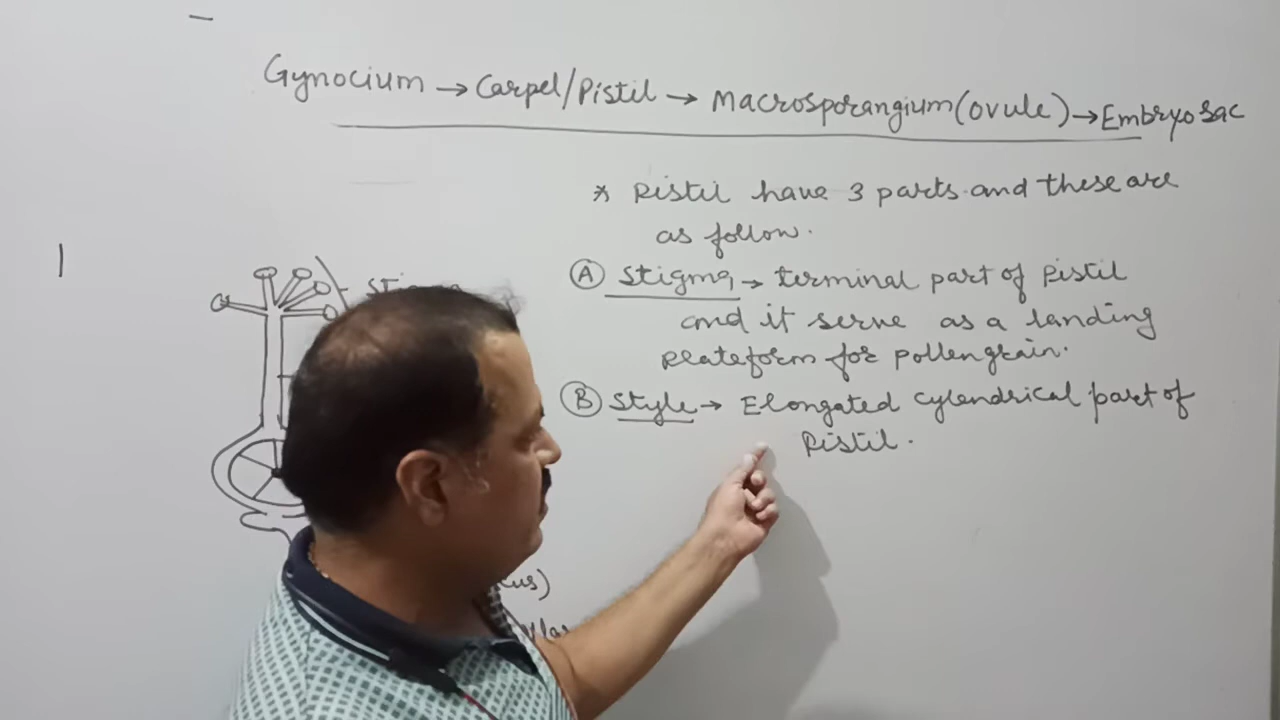 Gynocium → Carpel/Pistil → Macrosporangium (ovule) → Embryo sac
* Pistil have 3 parts and these are
as follow.
(A) Stigma → terminal part of Pistil
and it serve as a landing
plateform for pollengrain.
(B) Style → Elongated cylendrical part of
Pistil.